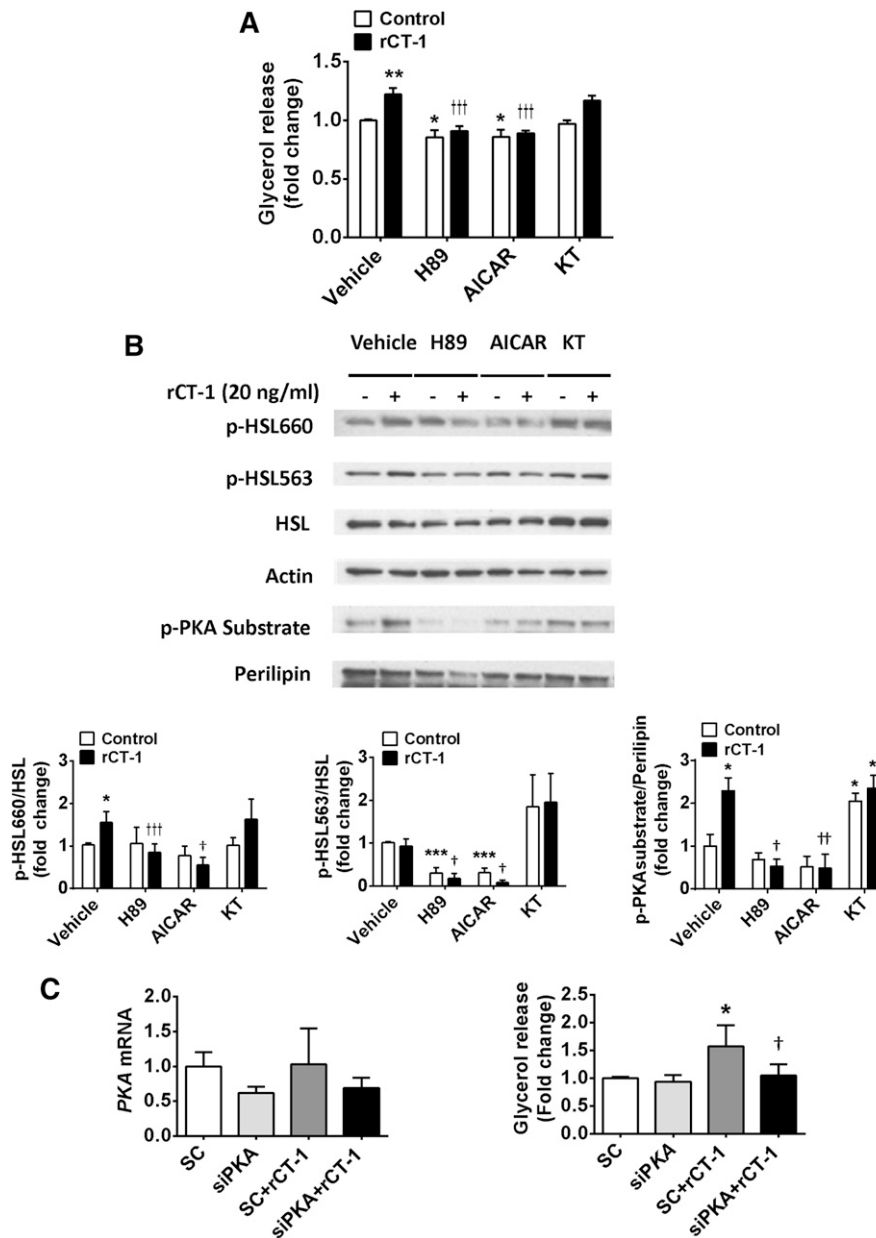 A
Control
rCT-1
Glycerol release
(fold change)
1.5
1.0
0.5
0.0
**
*
†††
*
†††
Vehicle
H89
AICAR
KT
B
Vehicle H89 AICAR KT
rCT-1 (20 ng/ml) - + - + - + - +
p-HSL660
p-HSL563
HSL
Actin
p-PKA Substrate
Perilipin
p-HSL660/HSL
(fold change)
Control
rCT-1
3
2
1
0
*
†††
†
Vehicle
H89
AICAR
KT
p-HSL563/HSL
(fold change)
Control
rCT-1
3
2
1
0
***
†
***
†
Vehicle
H89
AICAR
KT
p-PKAsubstrate/Perilipin
(fold change)
Control
rCT-1
3
2
1
0
*
†
††
*
*
Vehicle
H89
AICAR
KT
C
PKA mRNA
2.0
1.5
1.0
0.5
0.0
SC
siPKA
SC+rCT-1
siPKA+rCT-1
Glycerol release
(Fold change)
2.5
2.0
1.5
1.0
0.5
0.0
*
†
SC
siPKA
SC+rCT-1
siPKA+rCT-1